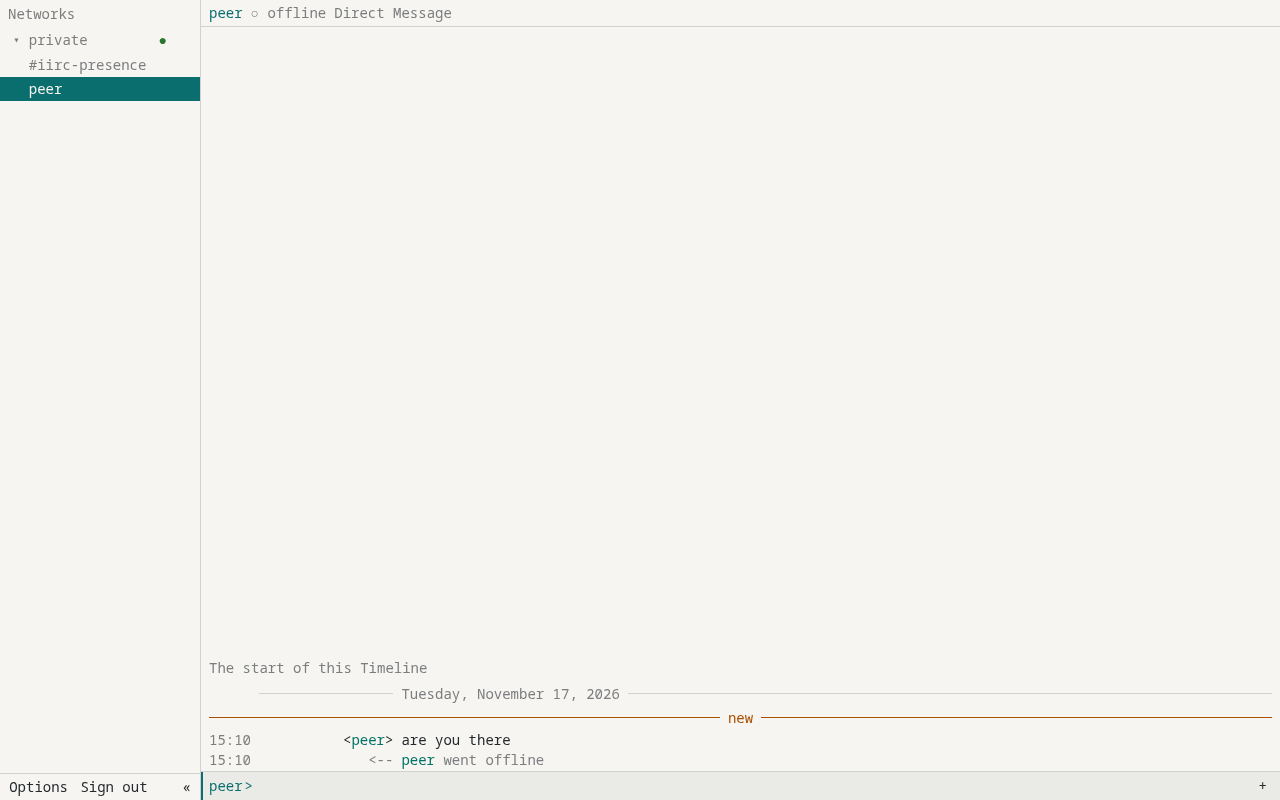 Networks
▾ private ●
#iirc-presence
peer
Options Sign out «
peer ○ offline Direct Message
The start of this Timeline
Tuesday, November 17, 2026
new
15:10 <peer> are you there
15:10 <-- peer went offline
peer> +